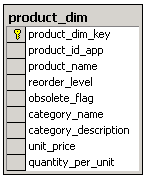 product_dim
product_dim_key
product_id_app
product_name
reorder_level
obsolete_flag
category_name
category_description
unit_price
quantity_per_unit